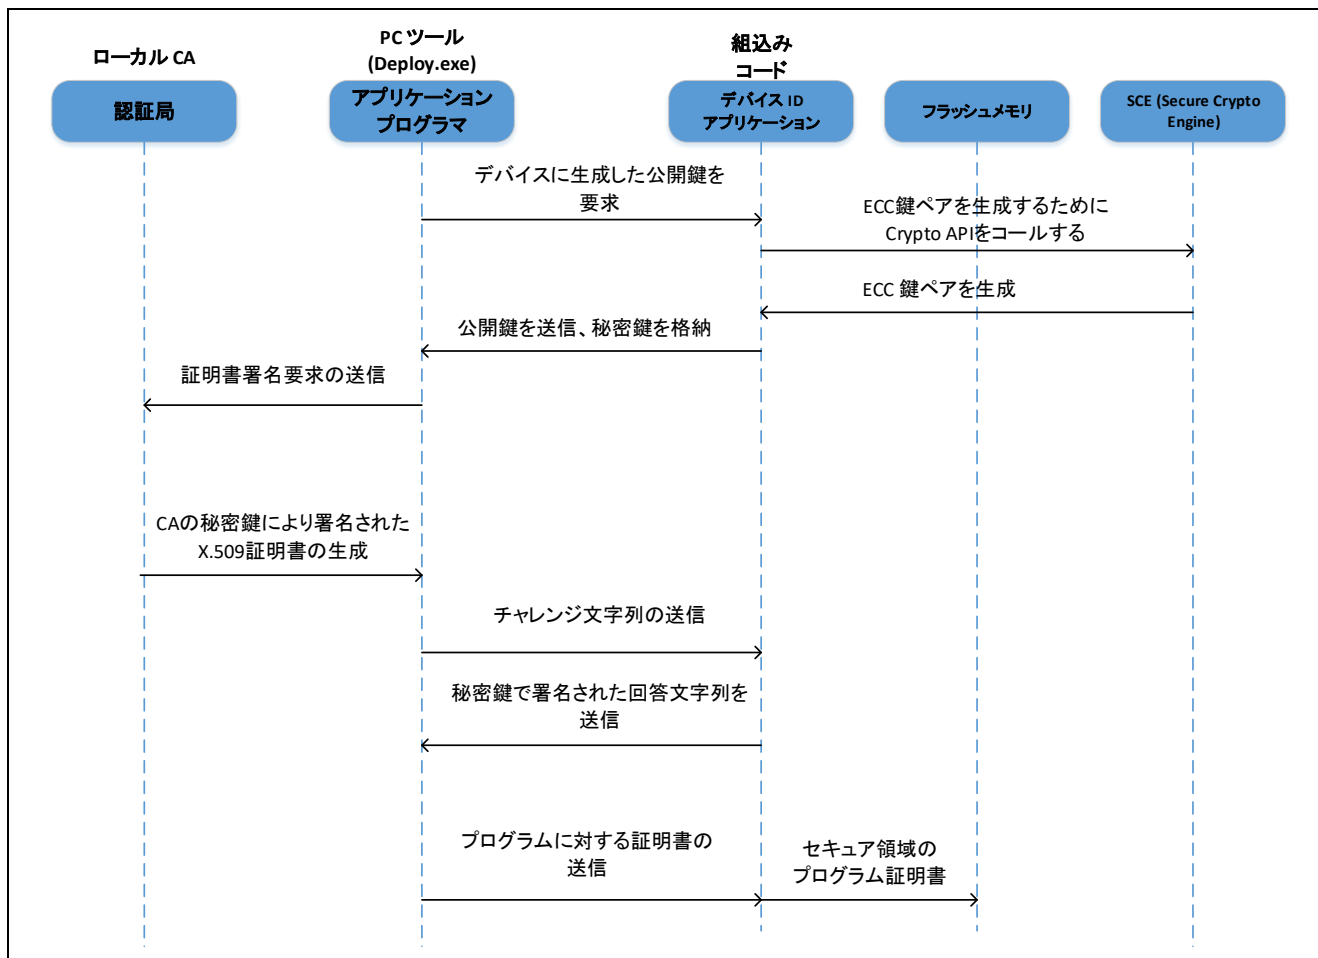 ローカル CA
PC ツール
(Deploy.exe)
組込み
コード
認証局
アプリケーション
プログラマ
デバイス ID
アプリケーション
フラッシュメモリ
SCE (Secure Crypto
Engine)
デバイスに生成した公開鍵を
要求
ECC鍵ペアを生成するために
Crypto APIをコールする
ECC 鍵ペアを生成
公開鍵を送信、秘密鍵を格納
証明書署名要求の送信
CAの秘密鍵により署名された
X.509証明書の生成
チャレンジ文字列の送信
秘密鍵で署名された回答文字列を
送信
プログラムに対する証明書の
送信
セキュア領域の
プログラム証明書